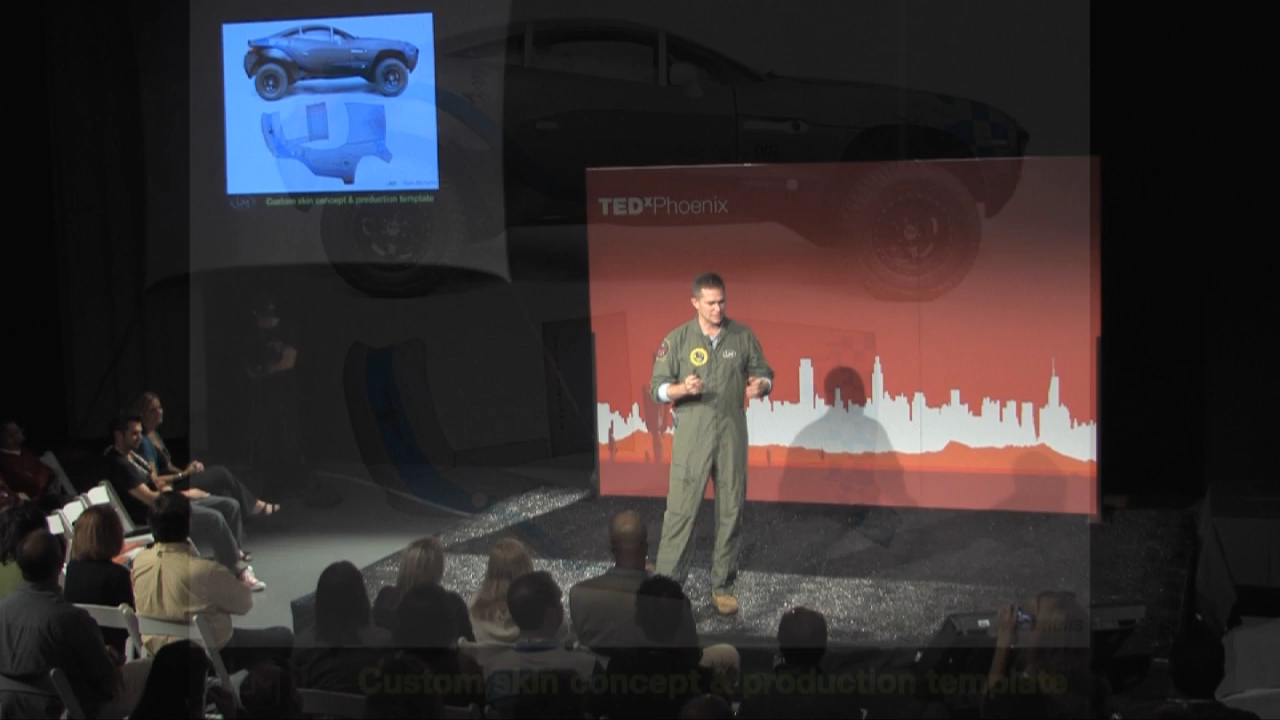 Custom skin concept & production template
TEDxPhoenix
Custom skin concept & production template